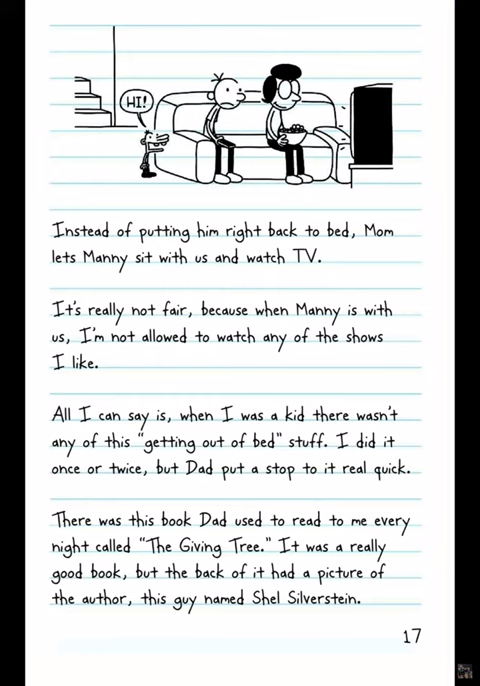 HI!
Instead of putting him right back to bed, Mom
lets Manny sit with us and watch TV.
It's really not fair, because when Manny is with
us, I'm not allowed to watch any of the shows
I like.
All I can say is, when I was a kid there wasn't
any of this "getting out of bed" stuff. I did it
once or twice, but Dad put a stop to it real quick.
There was this book Dad used to read to me every
night called "The Giving Tree." It was a really
good book, but the back of it had a picture of
the author, this guy named Shel Silverstein.
17